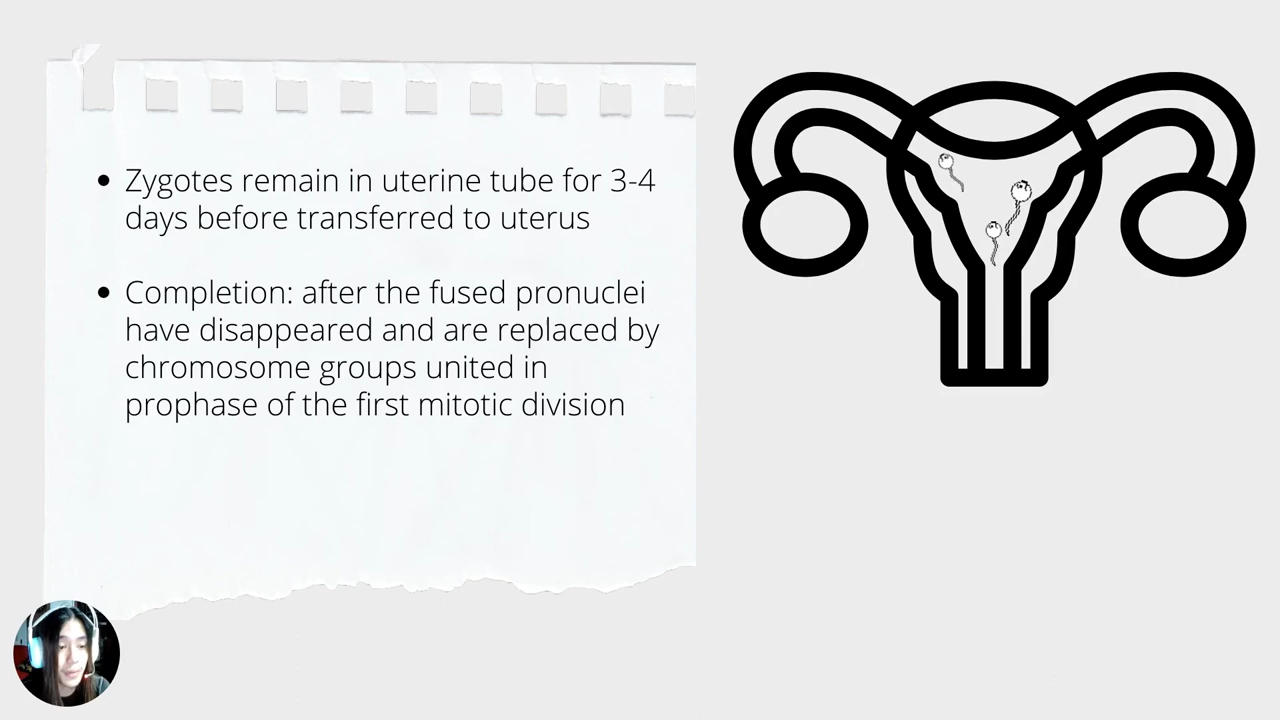 Zygotes remain in uterine tube for 3-4
days before transferred to uterus
Completion: after the fused pronuclei
have disappeared and are replaced by
chromosome groups united in
prophase of the first mitotic division